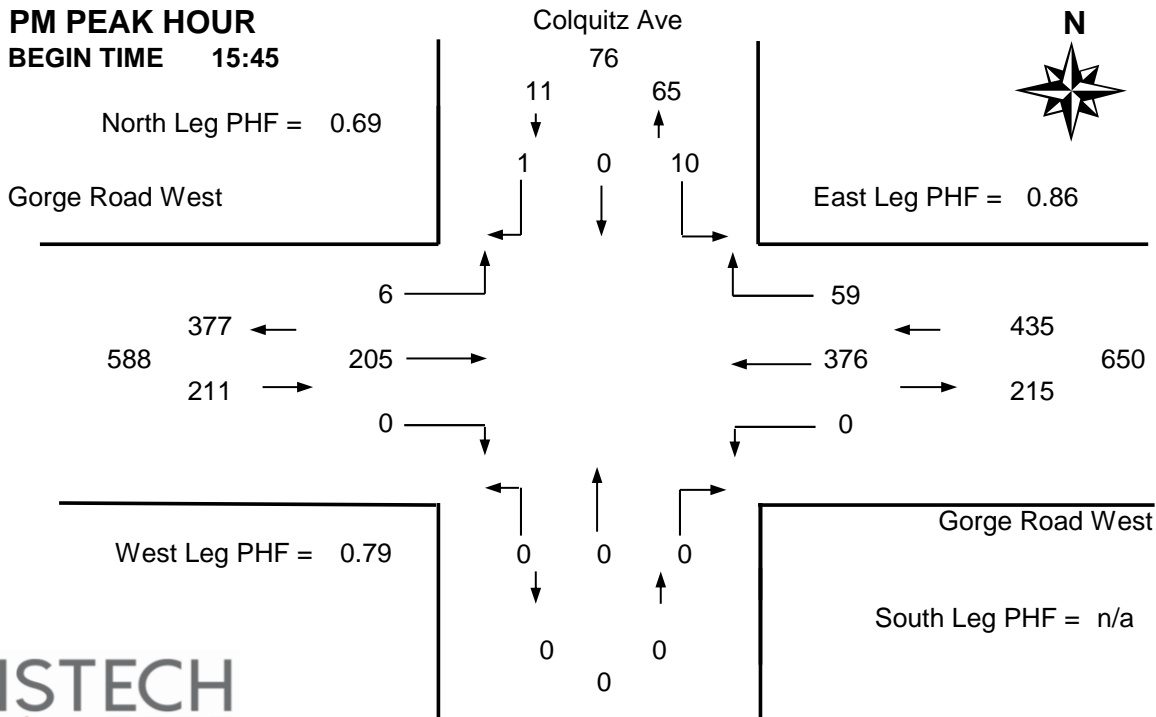 PM PEAK HOUR
Colquitz Ave
N
BEGIN TIME 15:45
76
11 65
North Leg PHF = 0.69
1 0 10
Gorge Road West
East Leg PHF = 0.86
6 59
377 435
588 205 376 650
211 215
0 0
Gorge Road West
West Leg PHF = 0.79
0 0 0
South Leg PHF = n/a
0 0
0
ISTECH